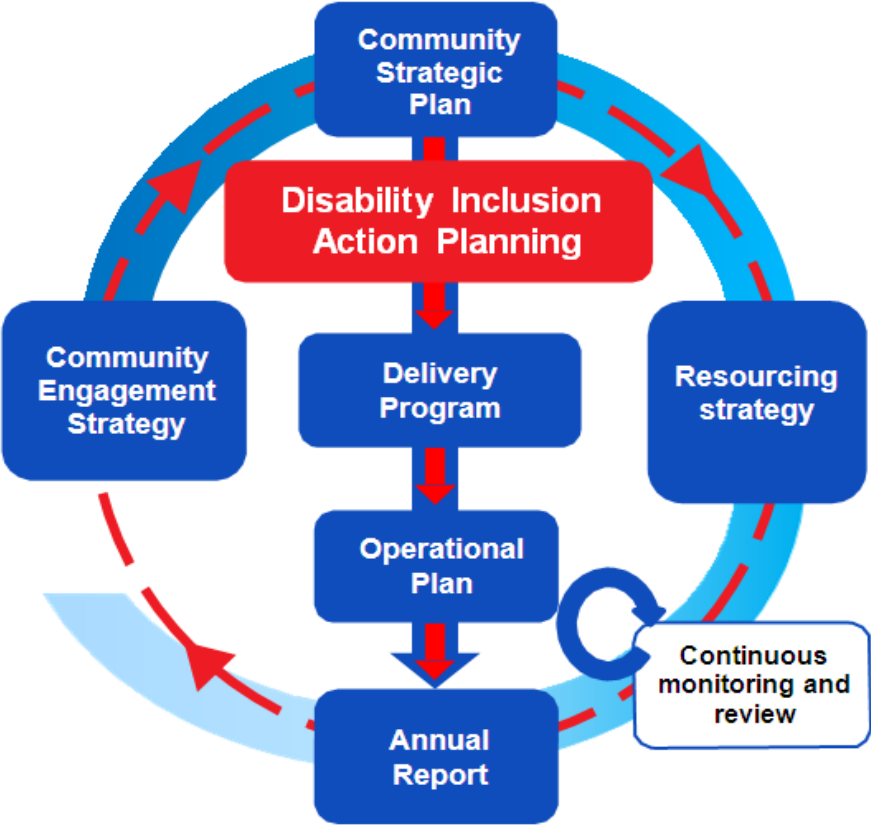 Community
Strategic
Plan
Disability Inclusion
Action Planning
Community
Engagement
Strategy
Delivery
Program
Resourcing
strategy
Operational
Plan
Continuous
monitoring and
review
Annual
Report